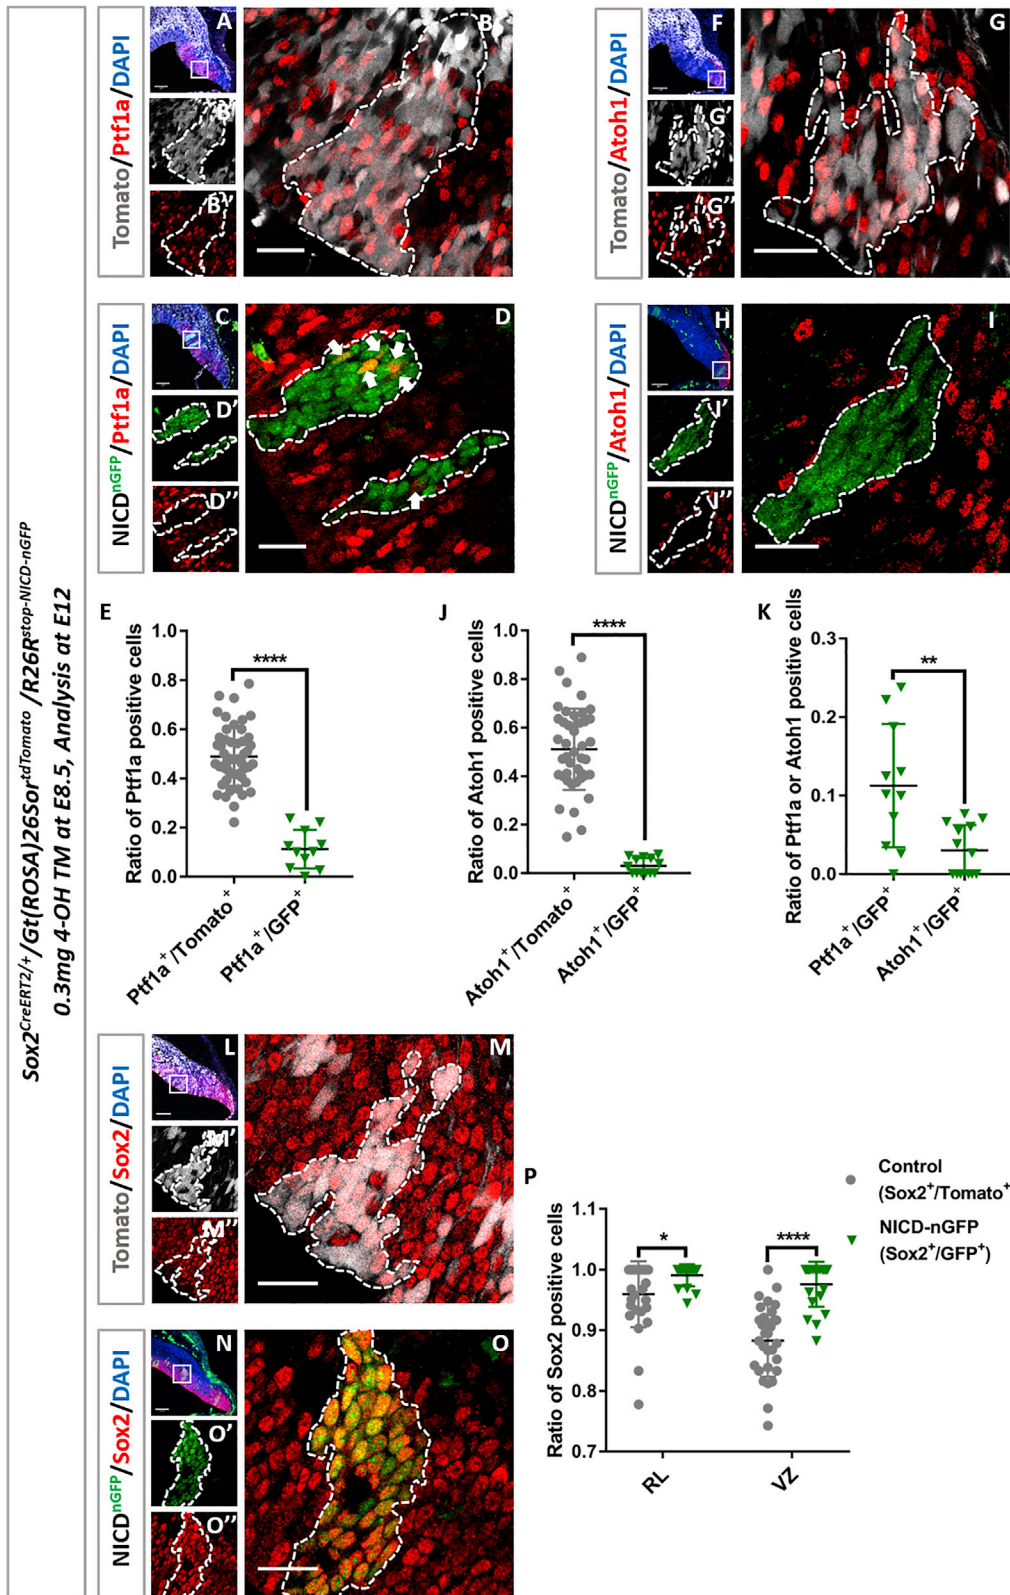 Sox2CreERT2/+/Gt(ROSA)26SortdTomato/R26Rstop-NICD-nGFP
0.3mg 4-OH TM at E8.5, Analysis at E12
Tomato/Ptf1a/DAPI
A
B
B'
B''
Tomato/Atoh1/DAPI
F
G
G'
G''
NICDnGFP/Ptf1a/DAPI
C
D
D'
D''
NICDnGFP/Atoh1/DAPI
H
I
I'
I''
E
Ratio of Ptf1a positive cells
1.0
0.8
0.6
0.4
0.2
0.0
****
Ptf1a+/Tomato+
Ptf1a+/GFP+
J
Ratio of Atoh1 positive cells
1.0
0.8
0.6
0.4
0.2
0.0
****
Atoh1+/Tomato+
Atoh1+/GFP+
K
Ratio of Ptf1a or Atoh1 positive cells
0.3
0.2
0.1
0.0
**
Ptf1a+/GFP+
Atoh1+/GFP+
Tomato/Sox2/DAPI
L
M
M'
M''
NICDnGFP/Sox2/DAPI
N
O
O'
O''
P
Ratio of Sox2 positive cells
1.1
1.0
0.9
0.8
0.7
*
****
RL
VZ
Control
(Sox2+/Tomato+
NICD-nGFP
(Sox2+/GFP+)